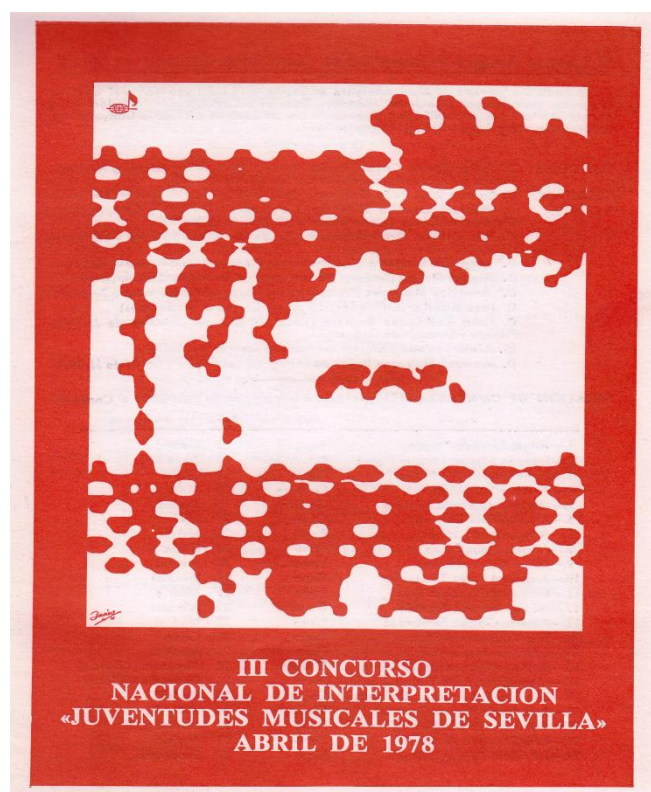 III CONCURSO
NACIONAL DE INTERPRETACION
«JUVENTUDES MUSICALES DE SEVILLA»
ABRIL DE 1978